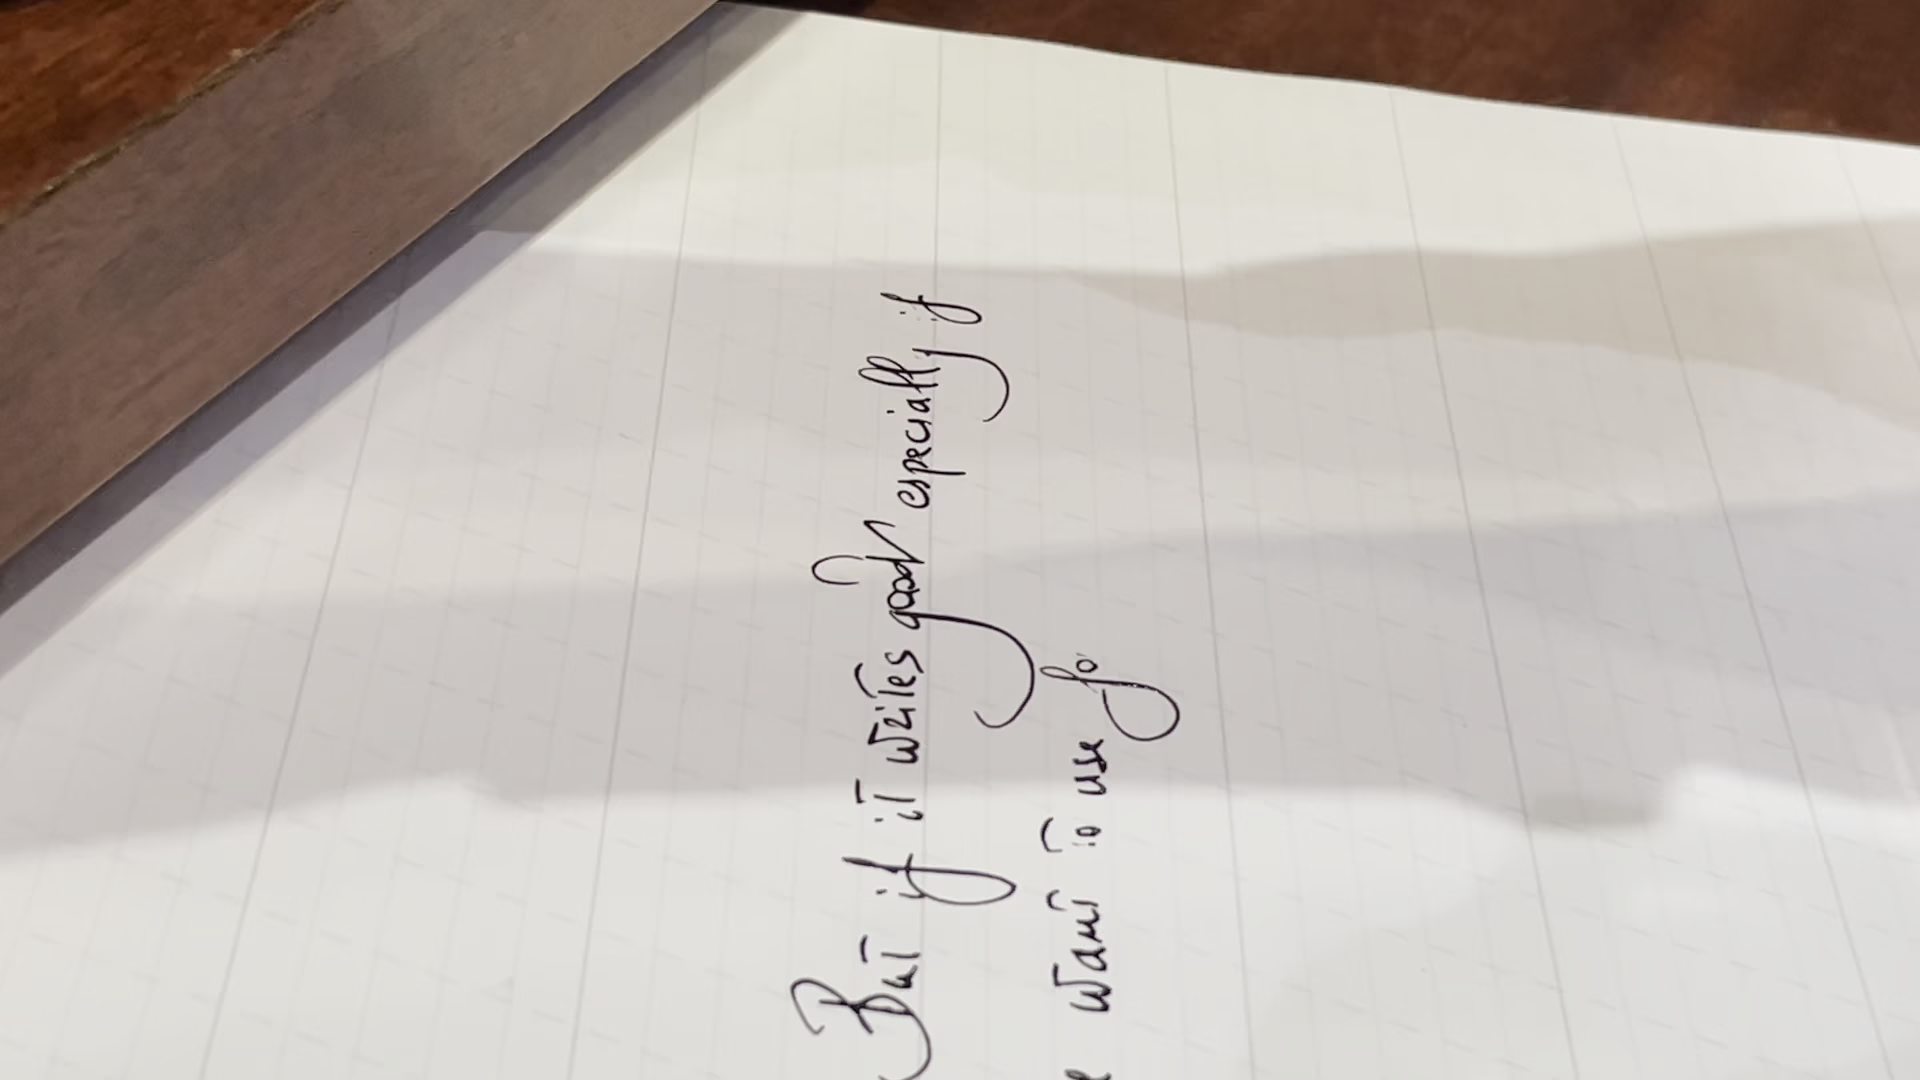 But if it writes good especially if
want to use fo